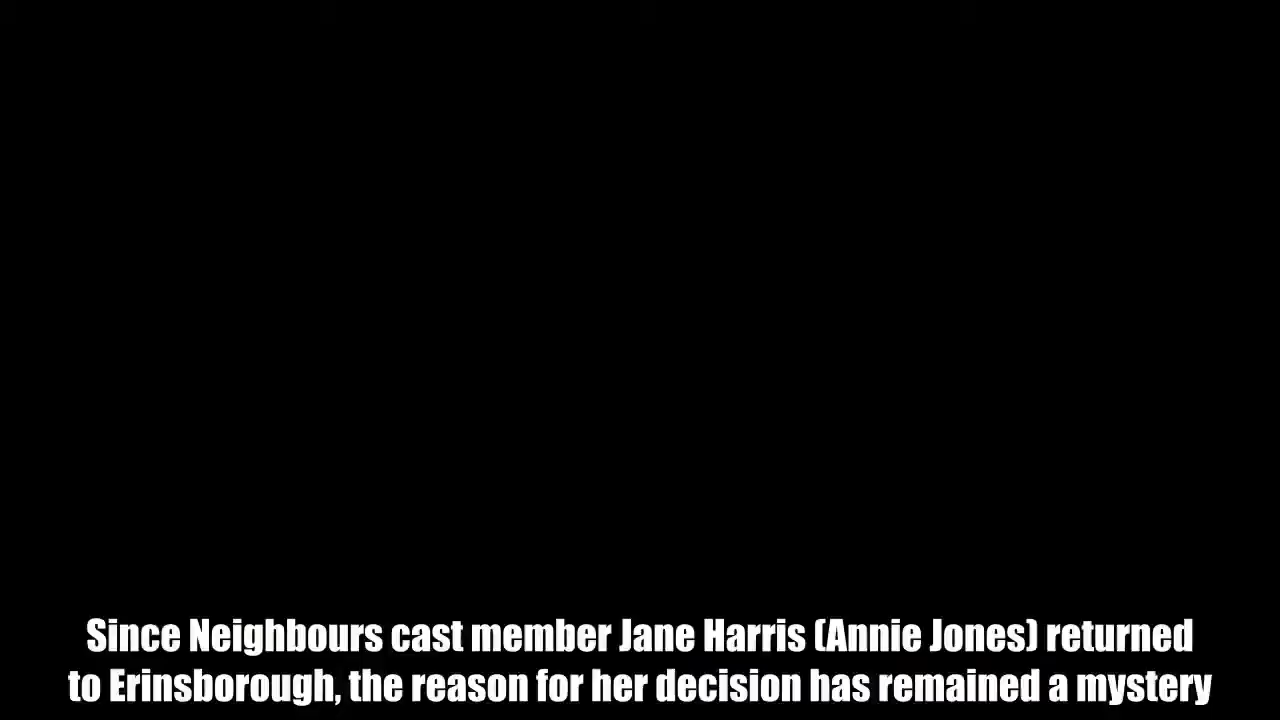 Since Neighbours cast member Jane Harris (Annie Jones) returned
to Erinsborough, the reason for her decision has remained a mystery